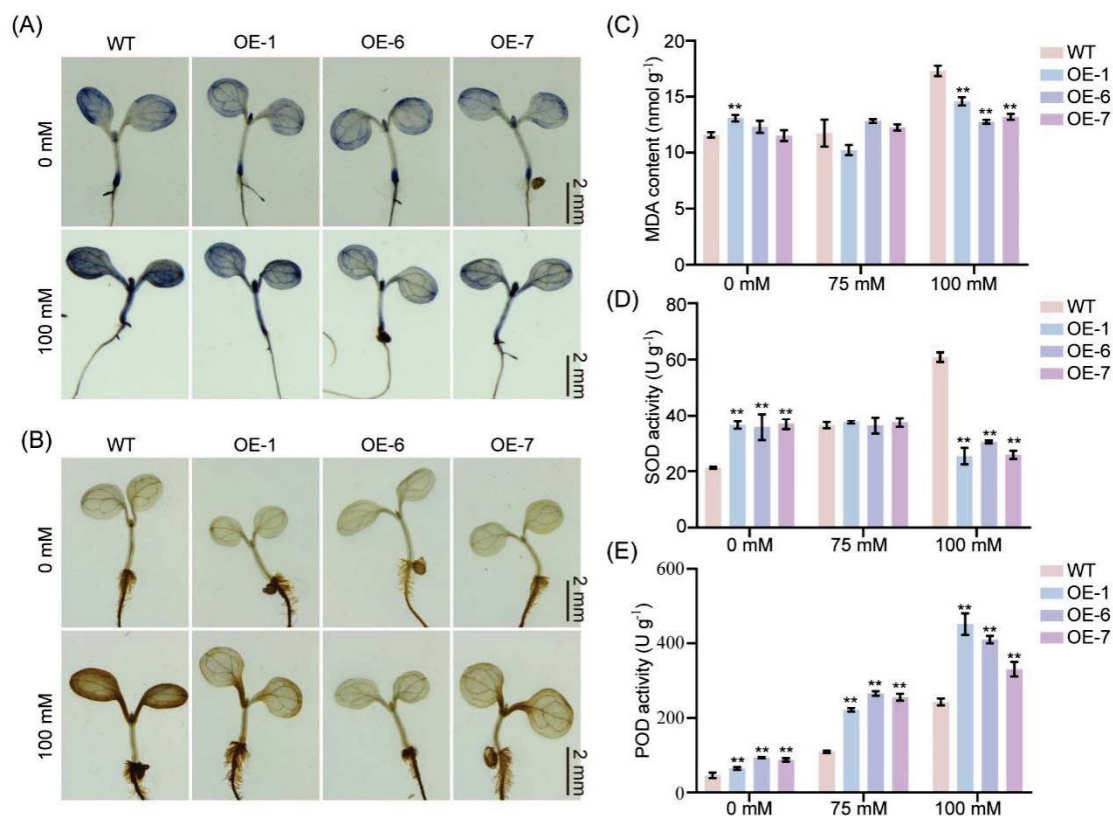 (A)
WT OE-1 OE-6 OE-7
0 mM
2 mm
100 mM
2 mm
(B)
WT OE-1 OE-6 OE-7
0 mM
2 mm
100 mM
2 mm
(C)
MDA content (nmol g⁻¹)
20
15
10
5
0
** ** ** **
0 mM 75 mM 100 mM
WT
OE-1
OE-6
OE-7
(D)
SOD activity (U g⁻¹)
80
60
40
20
0
** ** ** ** ** **
0 mM 75 mM 100 mM
WT
OE-1
OE-6
OE-7
(E)
POD activity (U g⁻¹)
600
400
200
0
** ** ** ** ** ** ** ** **
0 mM 75 mM 100 mM
WT
OE-1
OE-6
OE-7